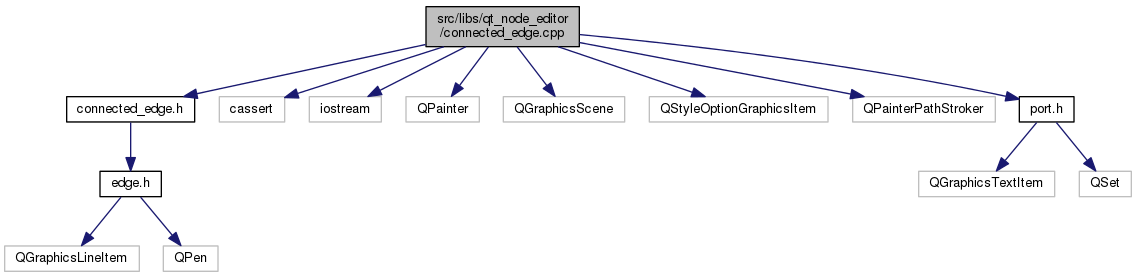 src/libs/qt_node_editor
/connected_edge.cpp
connected_edge.h
cassert
iostream
QPainter
QGraphicsScene
QStyleOptionGraphicsItem
QPainterPathStroker
port.h
edge.h
QGraphicsTextItem
QSet
QGraphicsLineItem
QPen